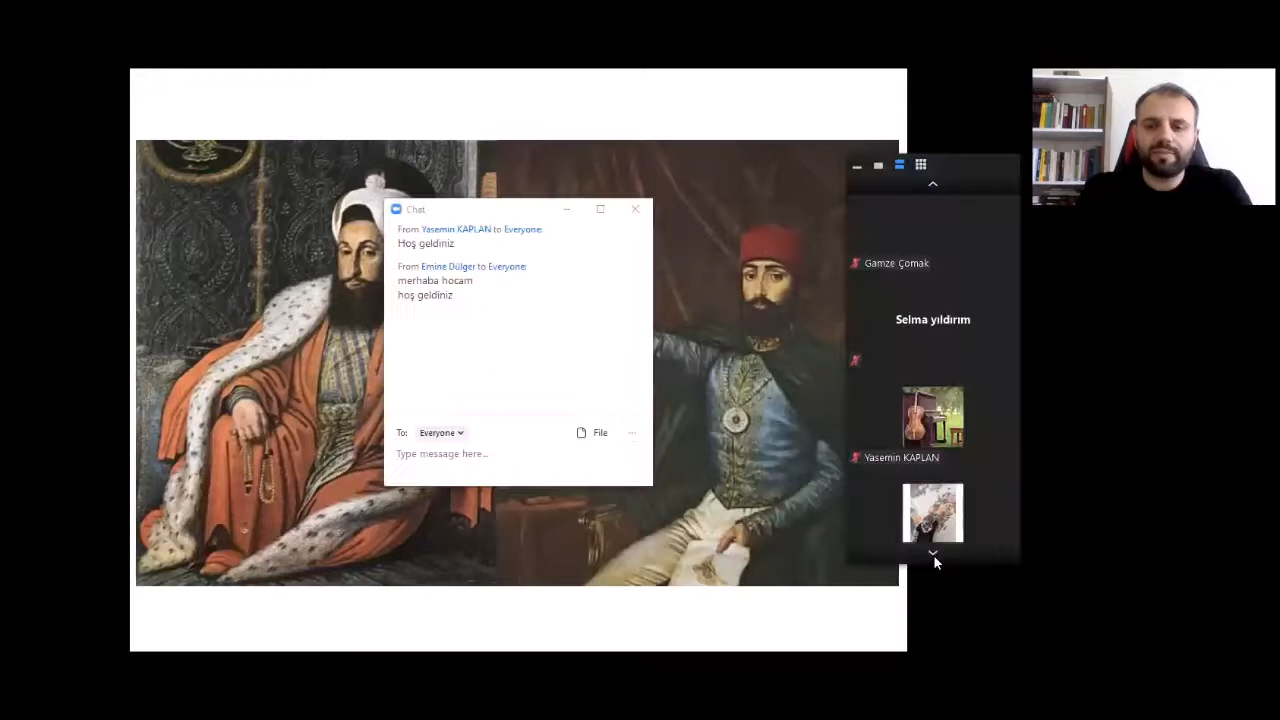 Chat
From Yasemin KAPLAN to Everyone:
Hoş geldiniz
From Emine Dülger to Everyone:
merhaba hocam
hoş geldiniz
To: Everyone
File
...
Type message here...
Gamze Çomak
Selma yıldırım
Yasemin KAPLAN